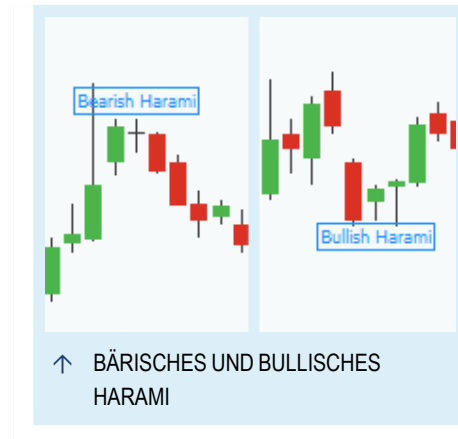 Bearish Harami
Bullish Harami
↑ BÄRISCHES UND BULLISCHES
HARAMI